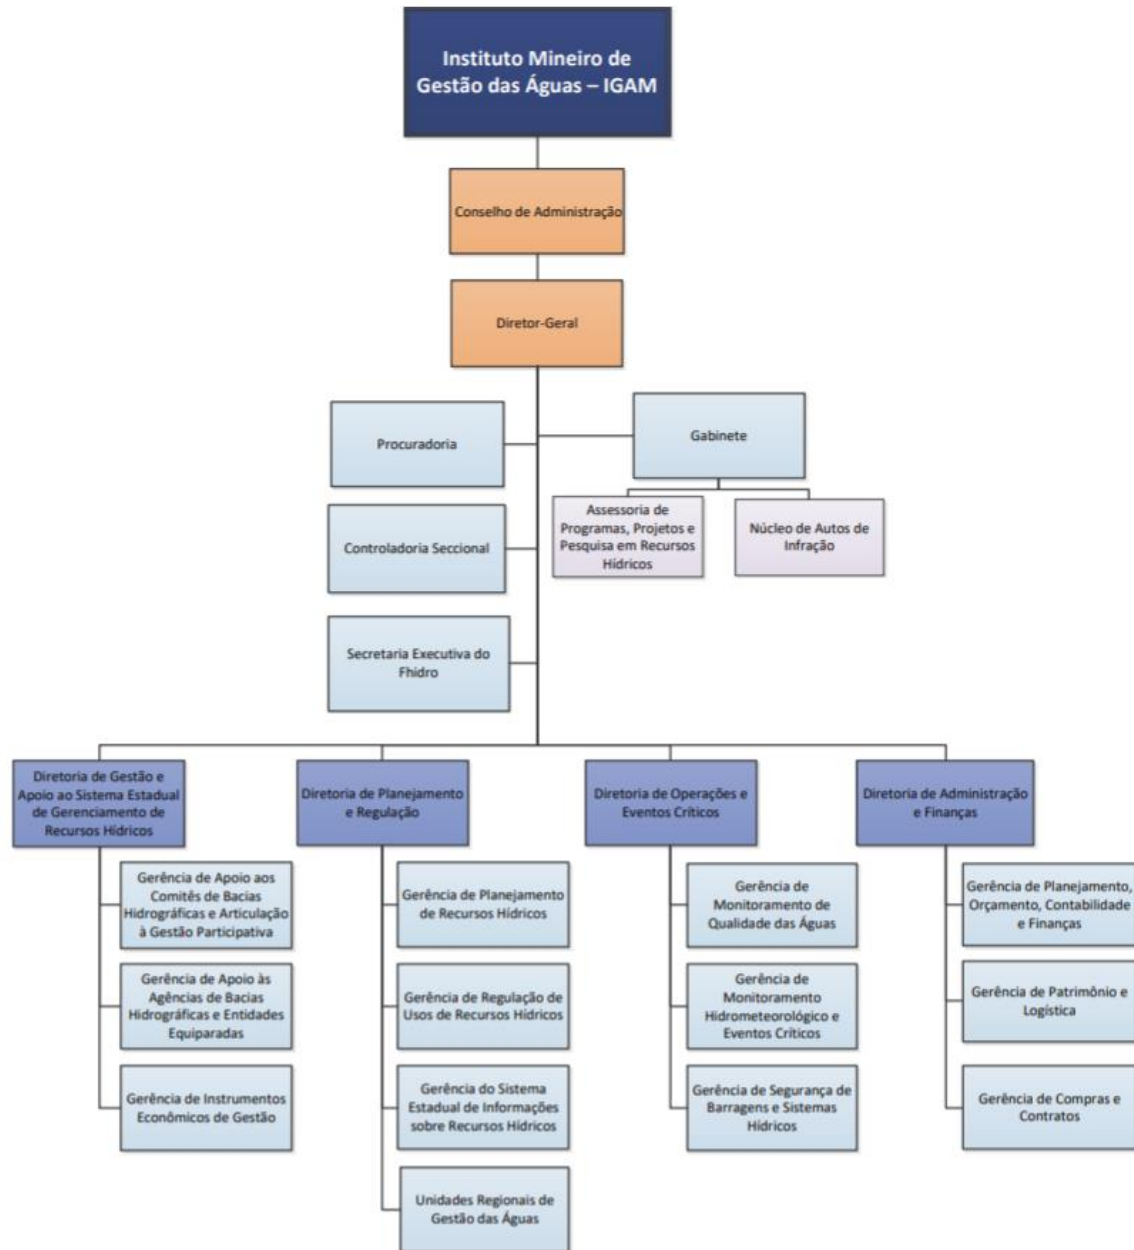 Instituto Mineiro de
Gestão das Águas – IGAM
Conselho de Administração
Diretor-Geral
Procuradoria
Gabinete
Assessoria de
Programas, Projetos e
Pesquisa em Recursos
Hídricos
Núcleo de Autos de
Infração
Controladoria Seccional
Secretaria Executiva do
Fhidro
Diretoria de Gestão e
Apoio ao Sistema Estadual
de Gerenciamento de
Recursos Hídricos
Gerência de Apoio aos
Comitês de Bacias
Hidrográficas e Articulação
à Gestão Participativa
Gerência de Apoio às
Agências de Bacias
Hidrográficas e Entidades
Equiparadas
Gerência de Instrumentos
Econômicos de Gestão
Diretoria de Planejamento
e Regulação
Gerência de Planejamento
de Recursos Hídricos
Gerência de Regulação de
Usos de Recursos Hídricos
Gerência do Sistema
Estadual de Informações
sobre Recursos Hídricos
Unidades Regionais de
Gestão das Águas
Diretoria de Operações e
Eventos Críticos
Gerência de
Monitoramento de
Qualidade das Águas
Gerência de
Monitoramento
Hidrometeorológico e
Eventos Críticos
Gerência de Segurança de
Barragens e Sistemas
Hídricos
Diretoria de Administração
e Finanças
Gerência de Planejamento,
Orçamento, Contabilidade
e Finanças
Gerência de Patrimônio e
Logística
Gerência de Compras e
Contratos